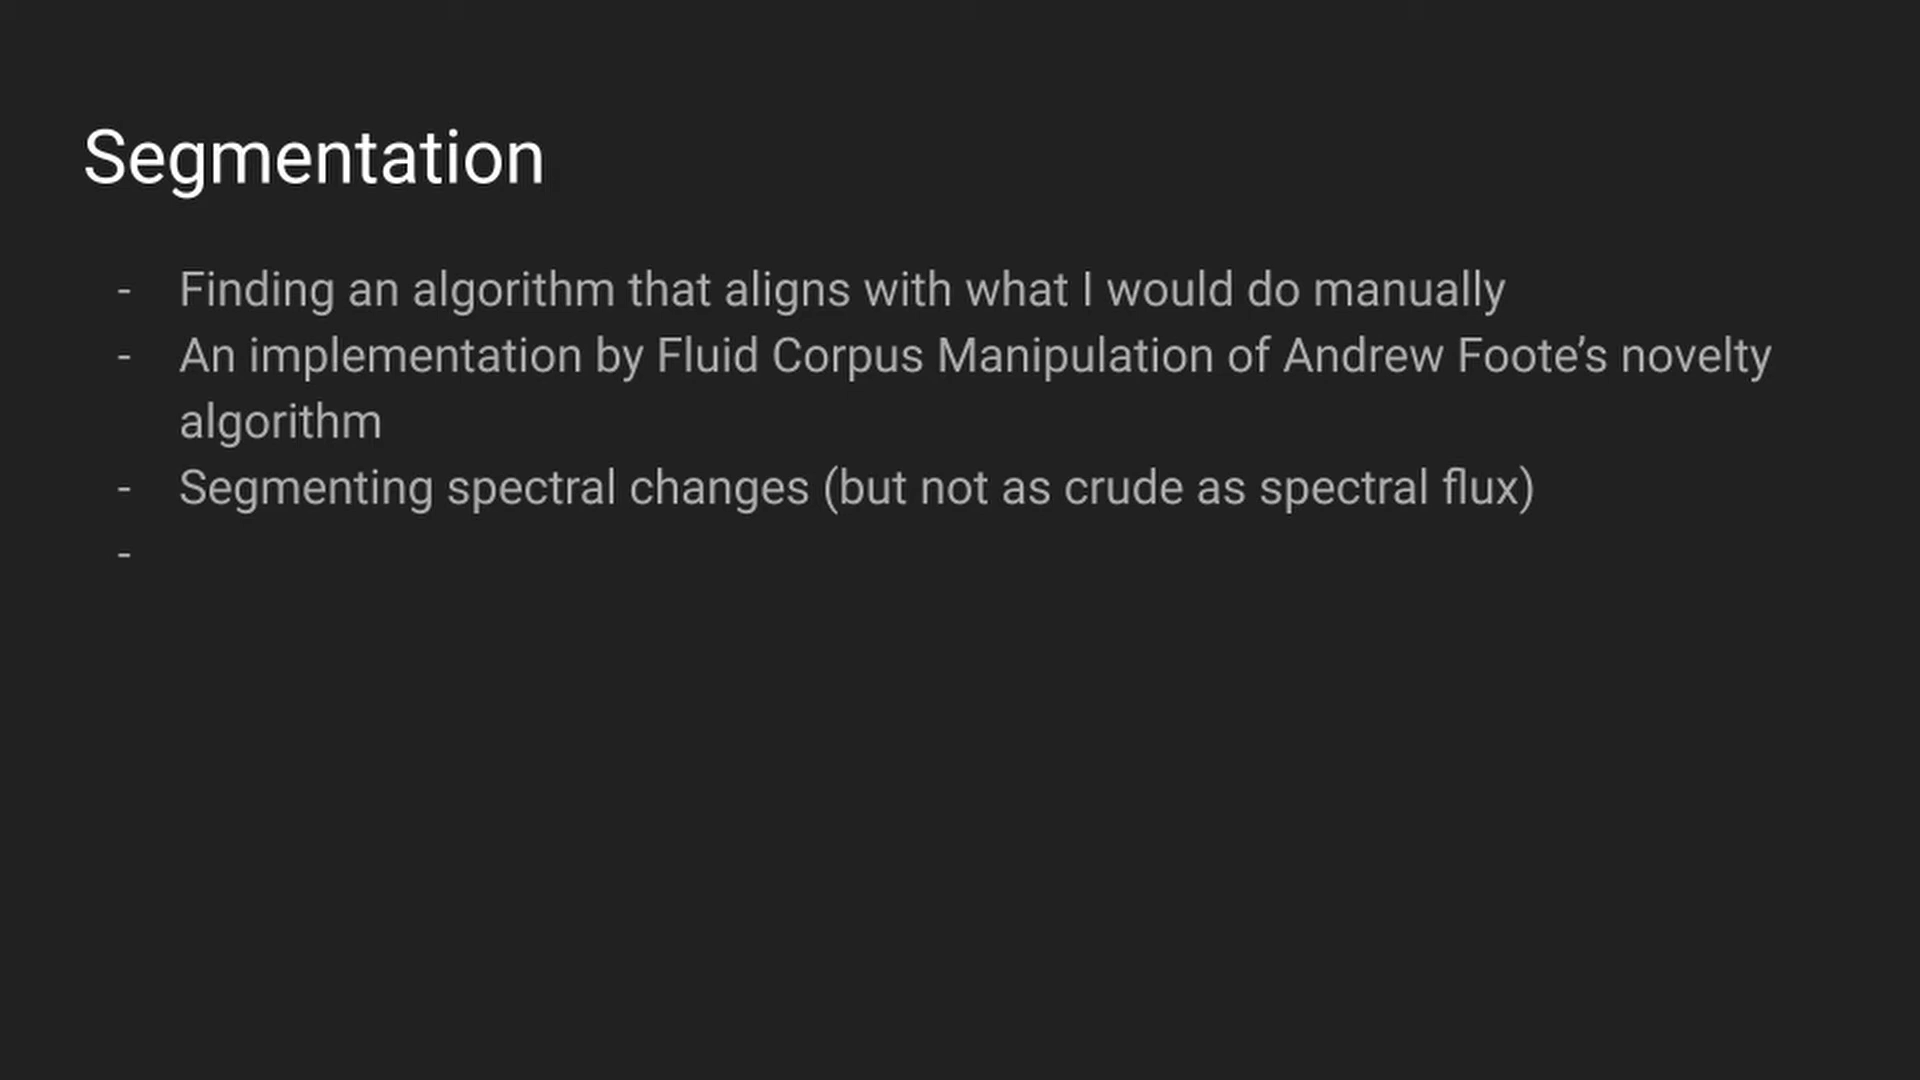 Segmentation
- Finding an algorithm that aligns with what I would do manually
- An implementation by Fluid Corpus Manipulation of Andrew Foote’s novelty
algorithm
- Segmenting spectral changes (but not as crude as spectral flux)
-